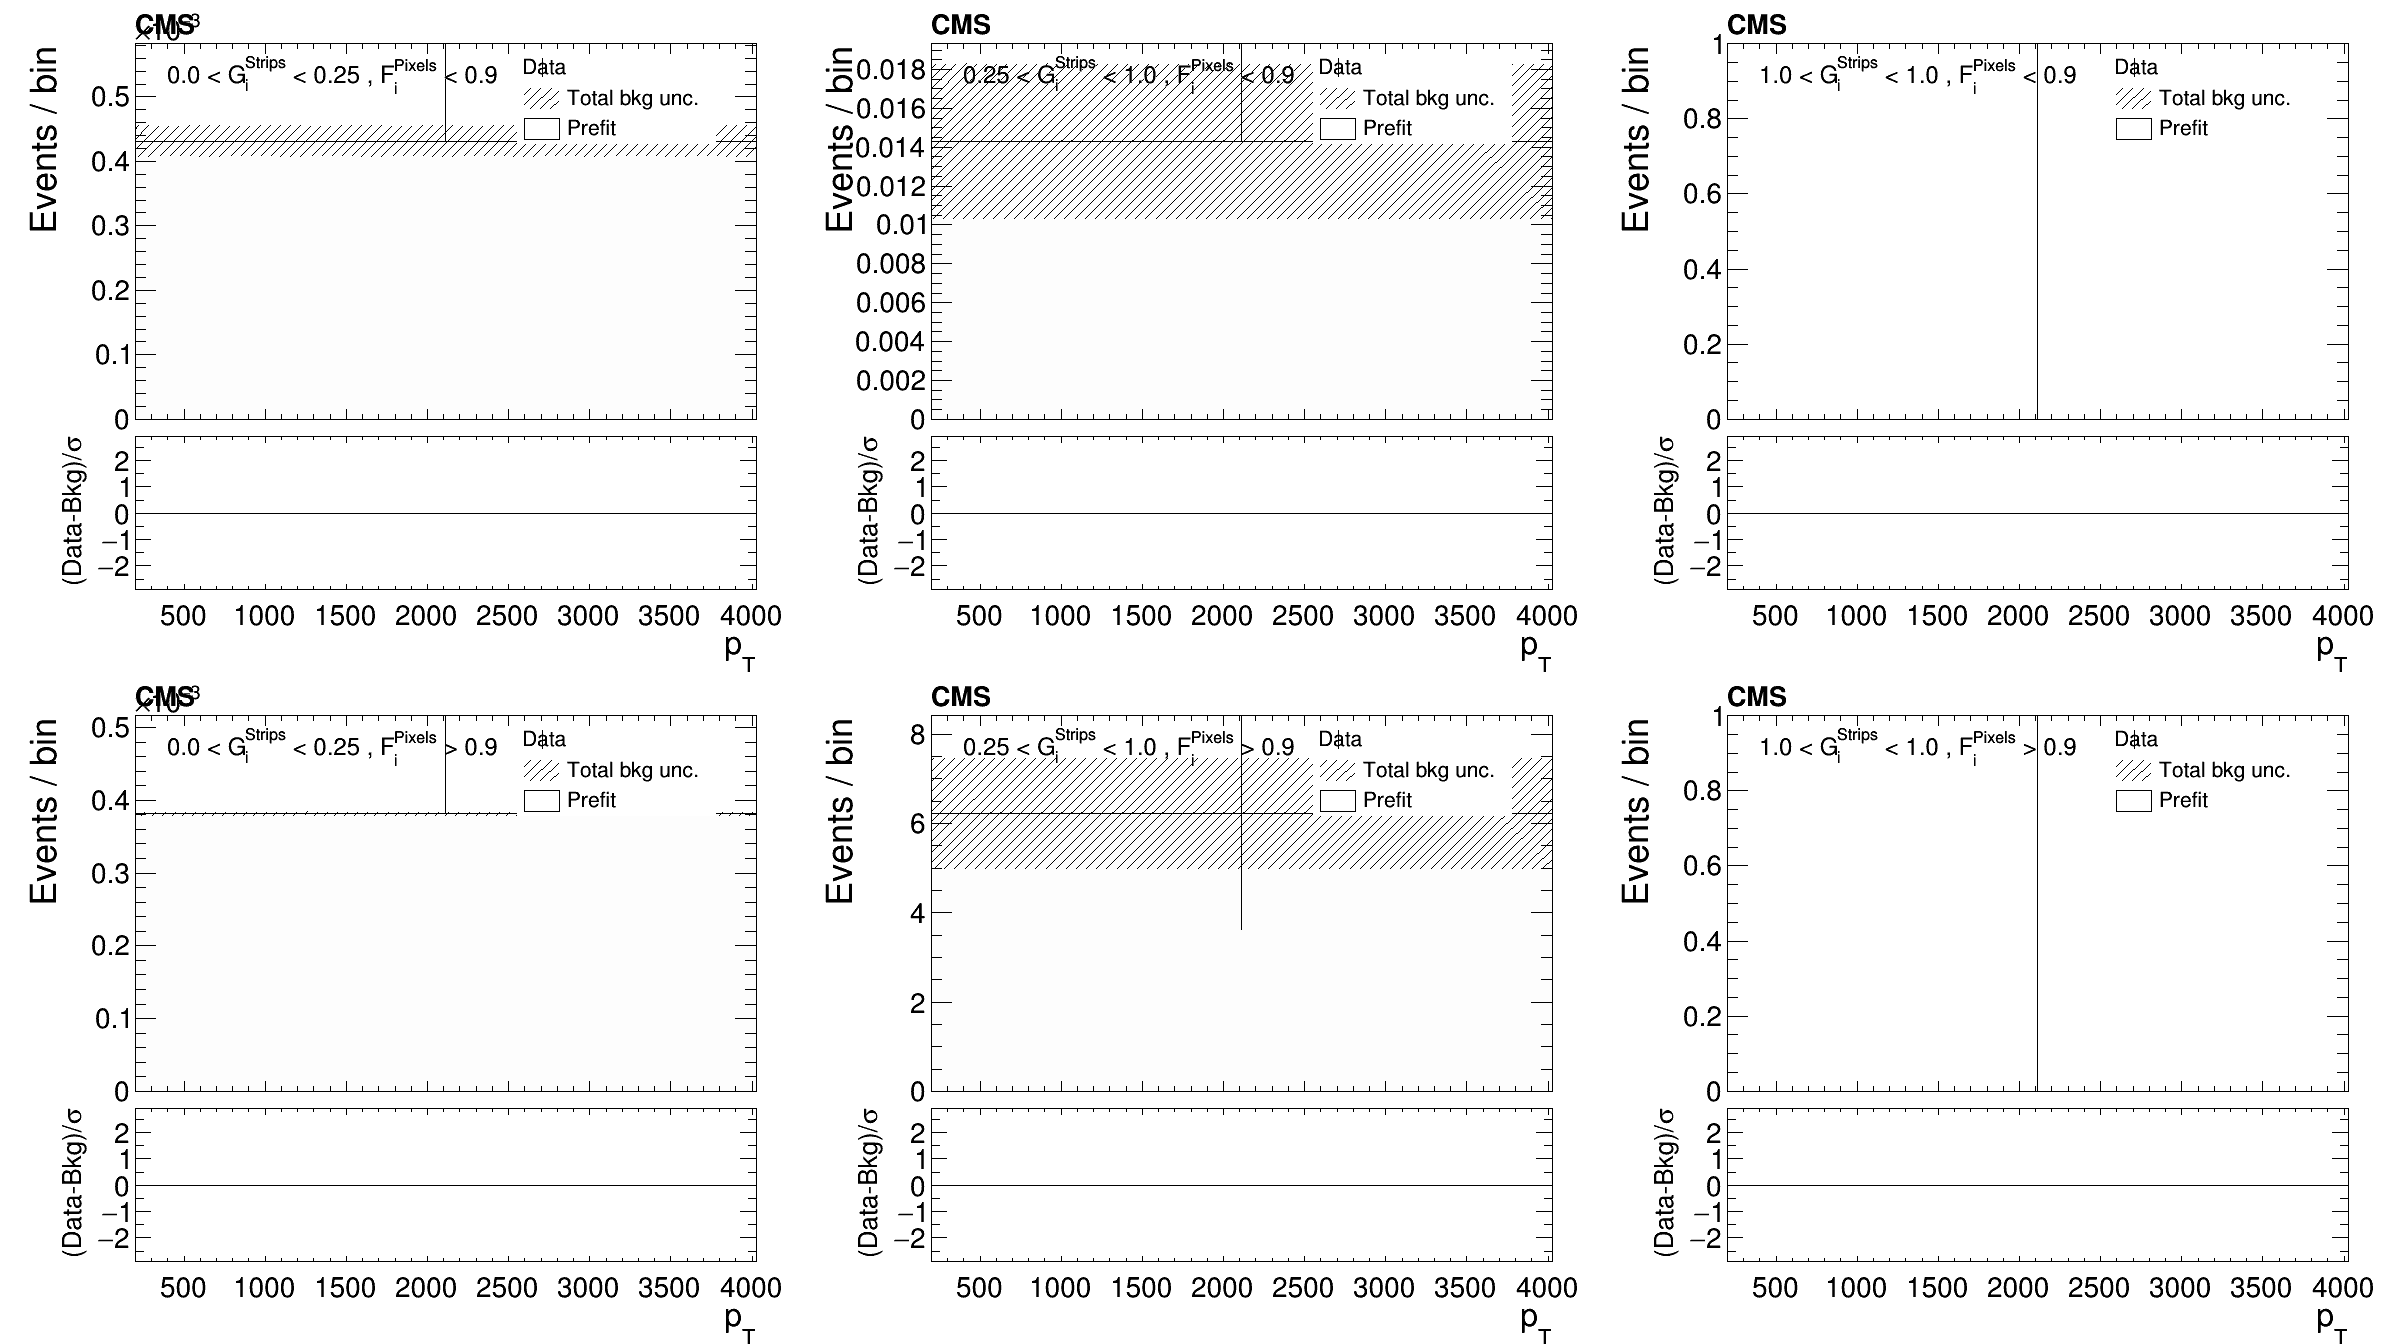 CMS
×10⁻³
Events / bin
0.0 < G_i^Strips < 0.25 , F_i^Pixels < 0.9
Data
Total bkg unc.
Prefit
0.5
0.4
0.3
0.2
0.1
0
(Data-Bkg)/σ
2
1
0
−1
−2
500 1000 1500 2000 2500 3000 3500 4000
p_T
CMS
Events / bin
0.25 < G_i^Strips < 1.0 , F_i^Pixels < 0.9
Data
Total bkg unc.
Prefit
0.018
0.016
0.014
0.012
0.01
0.008
0.006
0.004
0.002
0
(Data-Bkg)/σ
2
1
0
−1
−2
500 1000 1500 2000 2500 3000 3500 4000
p_T
CMS
Events / bin
1.0 < G_i^Strips < 1.0 , F_i^Pixels < 0.9
Data
Total bkg unc.
Prefit
1
0.8
0.6
0.4
0.2
0
(Data-Bkg)/σ
2
1
0
−1
−2
500 1000 1500 2000 2500 3000 3500 4000
p_T
CMS
×10⁻³
Events / bin
0.0 < G_i^Strips < 0.25 , F_i^Pixels > 0.9
Data
Total bkg unc.
Prefit
0.5
0.4
0.3
0.2
0.1
0
(Data-Bkg)/σ
2
1
0
−1
−2
500 1000 1500 2000 2500 3000 3500 4000
p_T
CMS
Events / bin
0.25 < G_i^Strips < 1.0 , F_i^Pixels > 0.9
Data
Total bkg unc.
Prefit
8
6
4
2
0
(Data-Bkg)/σ
2
1
0
−1
−2
500 1000 1500 2000 2500 3000 3500 4000
p_T
CMS
Events / bin
1.0 < G_i^Strips < 1.0 , F_i^Pixels > 0.9
Data
Total bkg unc.
Prefit
1
0.8
0.6
0.4
0.2
0
(Data-Bkg)/σ
2
1
0
−1
−2
500 1000 1500 2000 2500 3000 3500 4000
p_T